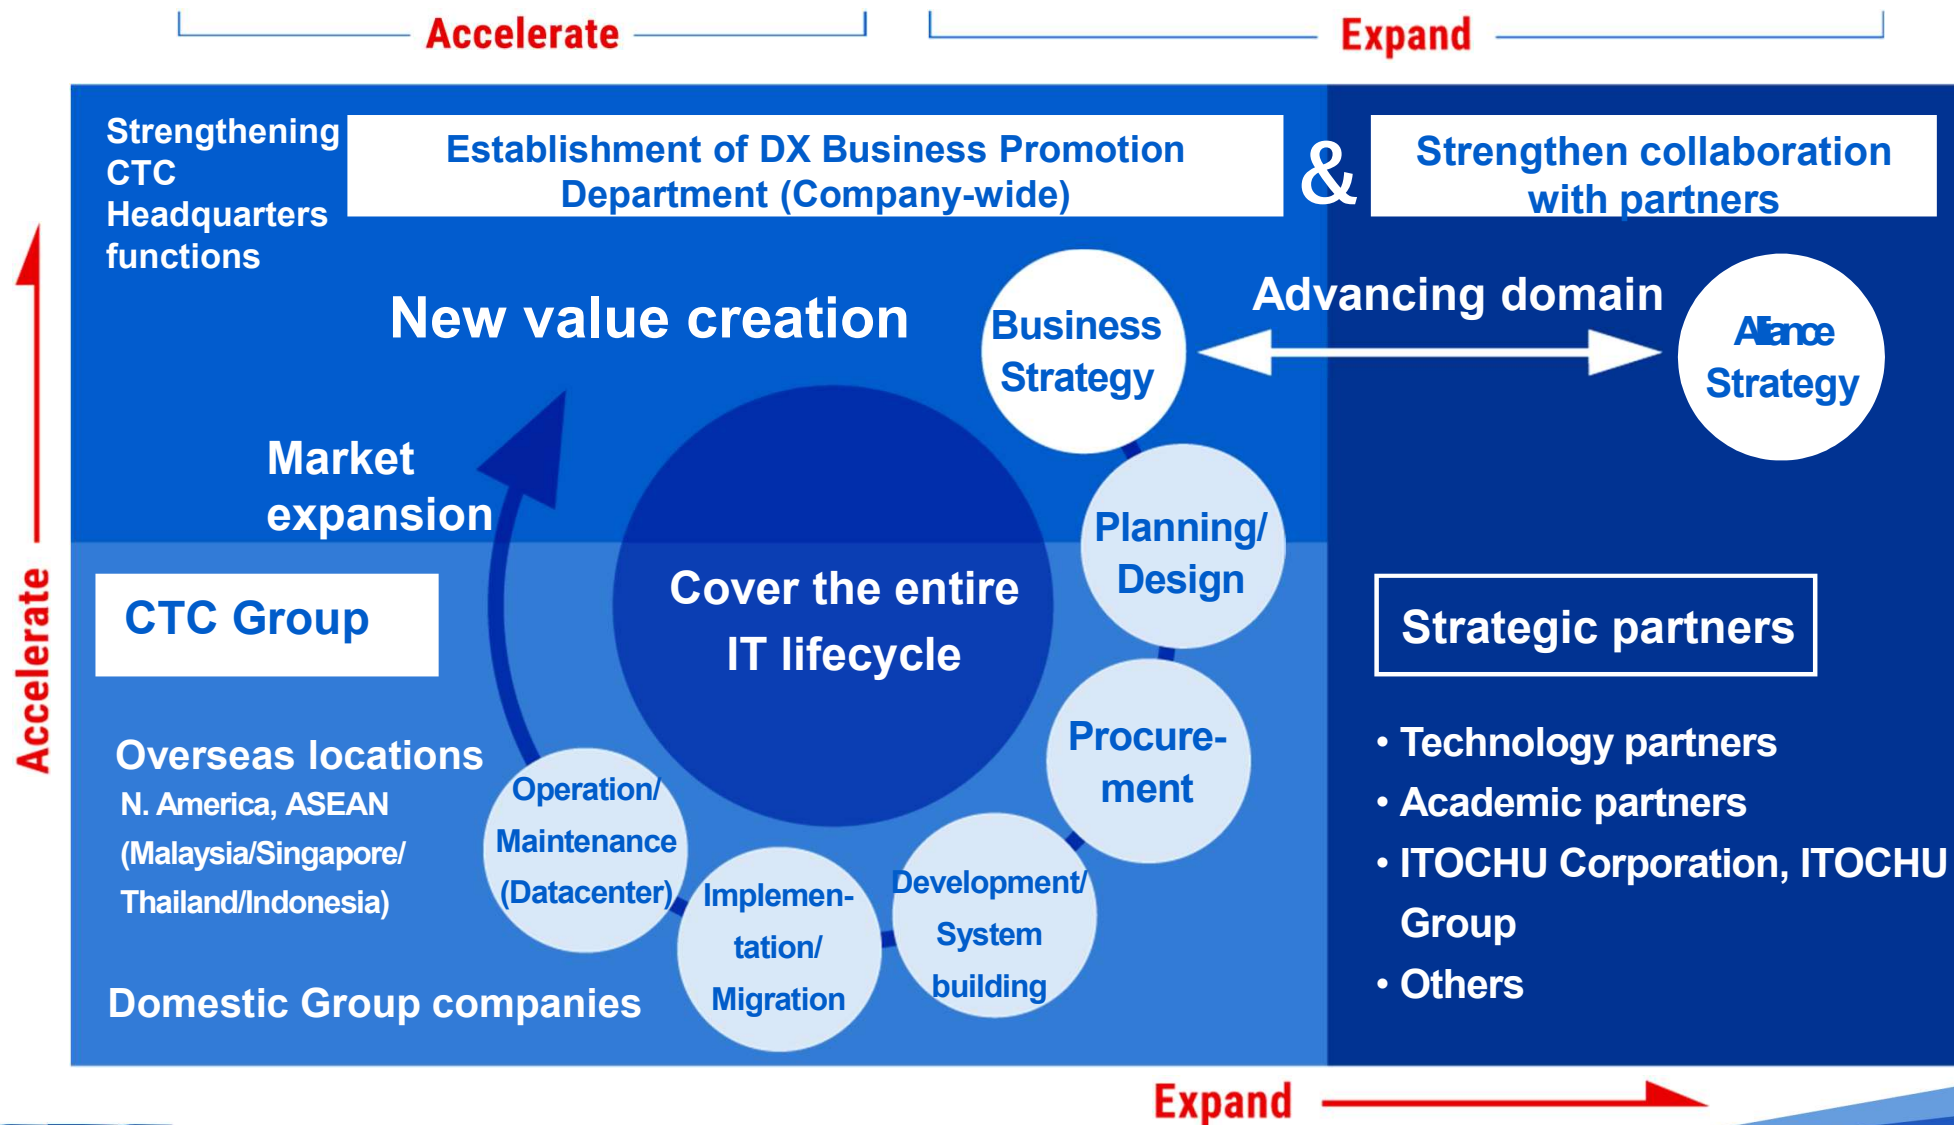 Accelerate
Expand
Strengthening
CTC
Headquarters
functions
Establishment of DX Business Promotion
Department (Company-wide)
&
Strengthen collaboration
with partners
New value creation
Business
Strategy
Advancing domain
Alliance
Strategy
Market
expansion
Planning/
Design
Accelerate
CTC Group
Cover the entire
IT lifecycle
Strategic partners
Procure-
ment
Overseas locations
N. America, ASEAN
(Malaysia/Singapore/
Thailand/Indonesia)
Operation/
Maintenance
(Datacenter)
Implemen-
tation/
Migration
Development/
System
building
Domestic Group companies
• Technology partners
• Academic partners
• ITOCHU Corporation, ITOCHU
Group
• Others
Expand